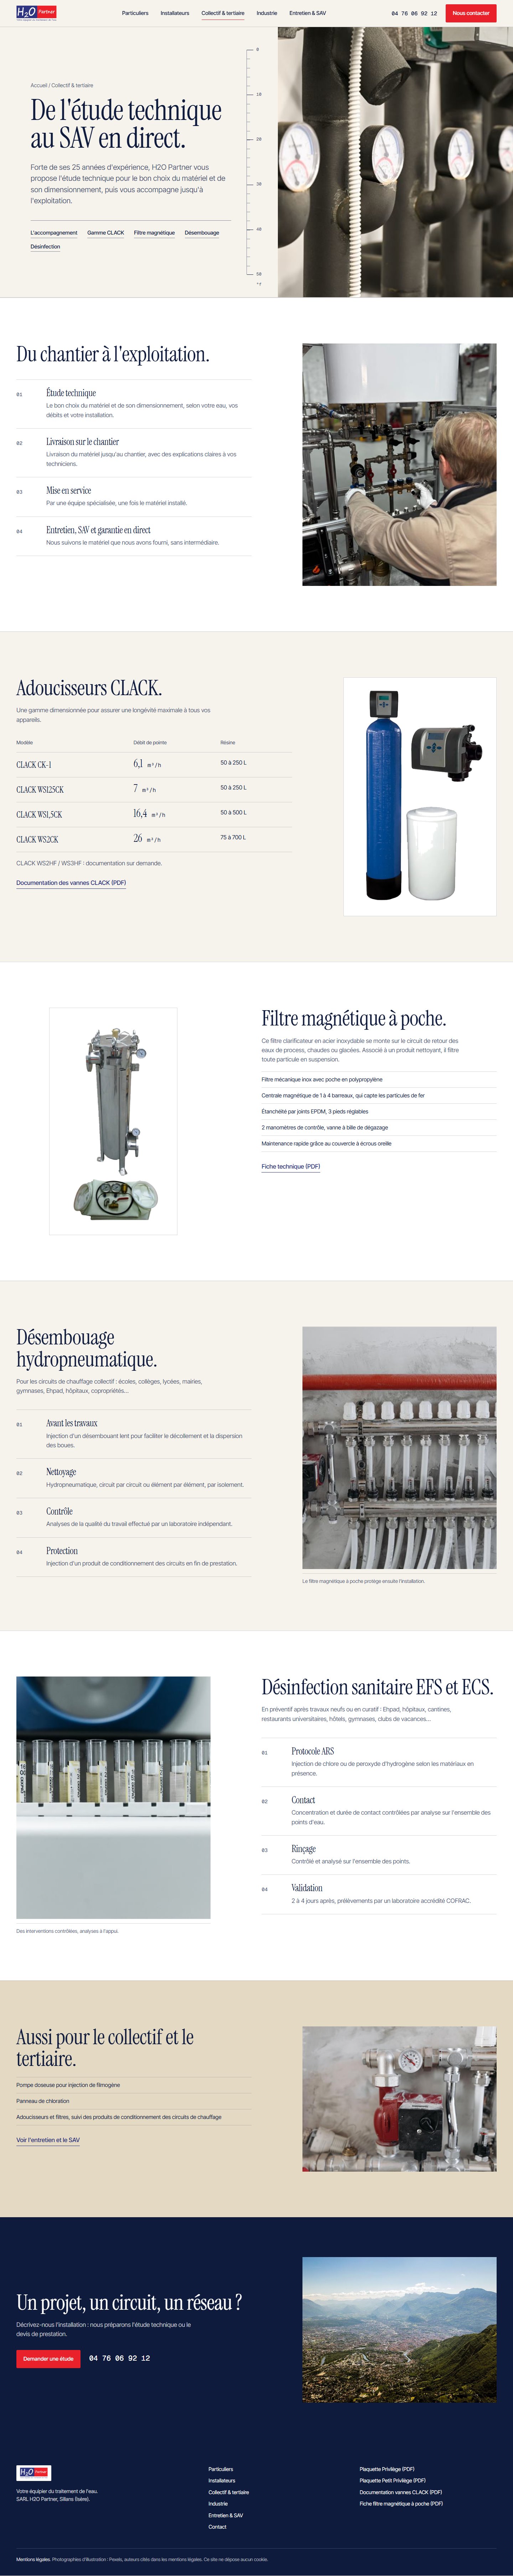 H2O Partner
Particuliers
Installateurs
Collectif & tertiaire
Industrie
Entretien & SAV
04 76 06 92 12
Nous contacter
Accueil / Collectif & tertiaire
De l'étude technique
au SAV en direct.
Forte de ses 25 années d'expérience, H2O Partner vous
propose l'étude technique pour le bon choix du matériel et de
son dimensionnement, puis vous accompagne jusqu'à
l'exploitation.
L'accompagnement
Gamme CLACK
Filtre magnétique
Désembouage
Désinfection
0
10
20
30
40
50
°f
Du chantier à l'exploitation.
01
Étude technique
Le bon choix du matériel et de son dimensionnement, selon votre eau, vos
débits et votre installation.
02
Livraison sur le chantier
Livraison du matériel jusqu'au chantier, avec des explications claires à vos
techniciens.
03
Mise en service
Par une équipe spécialisée, une fois le matériel installé.
04
Entretien, SAV et garantie en direct
Nous suivons le matériel que nous avons fourni, sans intermédiaire.
Adoucisseurs CLACK.
Une gamme dimensionnée pour assurer une longévité maximale à tous vos
appareils.
Modèle
Débit de pointe
Résine
CLACK CK-1
6,1 m³/h
50 à 250 L
CLACK WS125CK
7 m³/h
50 à 250 L
CLACK WS1,5CK
16,4 m³/h
50 à 500 L
CLACK WS2CK
26 m³/h
75 à 700 L
CLACK WS2HF / WS3HF : documentation sur demande.
Documentation des vannes CLACK (PDF)
Filtre magnétique à poche.
Ce filtre clarificateur en acier inoxydable se monte sur le circuit de retour des
eaux de process, chaudes ou glacées. Associé à un produit nettoyant, il filtre
toute particule en suspension.
Filtre mécanique inox avec poche en polypropylène
Centrale magnétique de 1 à 4 barreaux, qui capte les particules de fer
Étanchéité par joints EPDM, 3 pieds réglables
2 manomètres de contrôle, vanne à bille de dégazage
Maintenance rapide grâce au couvercle à écrous oreille
Fiche technique (PDF)
Désembouage
hydropneumatique.
Pour les circuits de chauffage collectif : écoles, collèges, lycées, mairies,
gymnases, Ehpad, hôpitaux, copropriétés…
01
Avant les travaux
Injection d'un désembouant lent pour faciliter le décollement et la dispersion
des boues.
02
Nettoyage
Hydropneumatique, circuit par circuit ou élément par élément, par isolement.
03
Contrôle
Analyses de la qualité du travail effectué par un laboratoire indépendant.
04
Protection
Injection d'un produit de conditionnement des circuits en fin de prestation.
Le filtre magnétique à poche protège ensuite l'installation.
Désinfection sanitaire EFS et ECS.
En préventif après travaux neufs ou en curatif : Ehpad, hôpitaux, cantines,
restaurants universitaires, hôtels, gymnases, clubs de vacances…
01
Protocole ARS
Injection de chlore ou de peroxyde d'hydrogène selon les matériaux en
présence.
02
Contact
Concentration et durée de contact contrôlées par analyse sur l'ensemble des
points d'eau.
03
Rinçage
Contrôlé et analysé sur l'ensemble des points.
04
Validation
2 à 4 jours après, prélèvements par un laboratoire accrédité COFRAC.
Des interventions contrôlées, analyses à l'appui.
Aussi pour le collectif et le
tertiaire.
Pompe doseuse pour injection de filmogène
Panneau de chloration
Adoucisseurs et filtres, suivi des produits de conditionnement des circuits de chauffage
Voir l'entretien et le SAV
Un projet, un circuit, un réseau ?
Décrivez-nous l'installation : nous préparons l'étude technique ou le
devis de prestation.
Demander une étude
04 76 06 92 12
H2O Partner
Votre équipier du traitement de l'eau.
SARL H2O Partner, Sillans (Isère).
Particuliers
Installateurs
Collectif & tertiaire
Industrie
Entretien & SAV
Contact
Plaquette Privilège (PDF)
Plaquette Petit Privilège (PDF)
Documentation vannes CLACK (PDF)
Fiche filtre magnétique à poche (PDF)
Mentions légales. Photographies d'illustration : Pexels, auteurs cités dans les mentions légales. Ce site ne dépose aucun cookie.